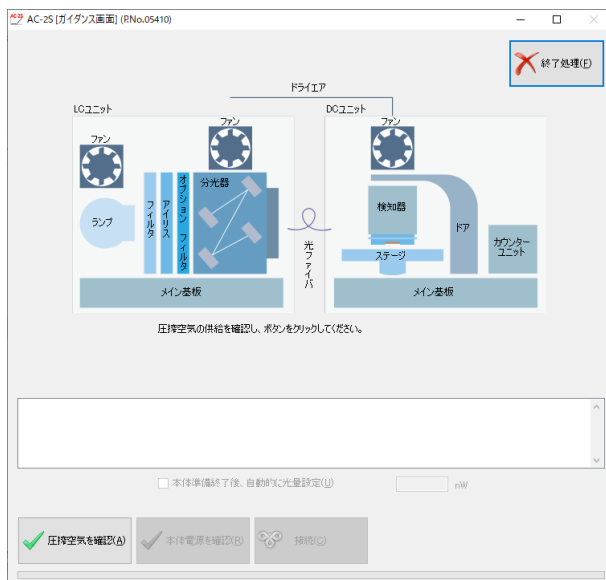 AC-2S [ガイダンス画面] (P.No.05410)
終了処理(F)
ドライエア
LCユニット
DCユニット
ファン
ファン
ファン
ランプ
フィルタ
アイリス
オプション フィルタ
分光器
光ファイバ
検知器
ステージ
ドア
カウンター
ユニット
メイン基板
メイン基板
圧搾空気の供給を確認し、ボタンをクリックしてください。
本体準備終了後、自動的に光量設定(U)
nW
圧搾空気を確認(A)
本体電源を確認(B)
接続(C)